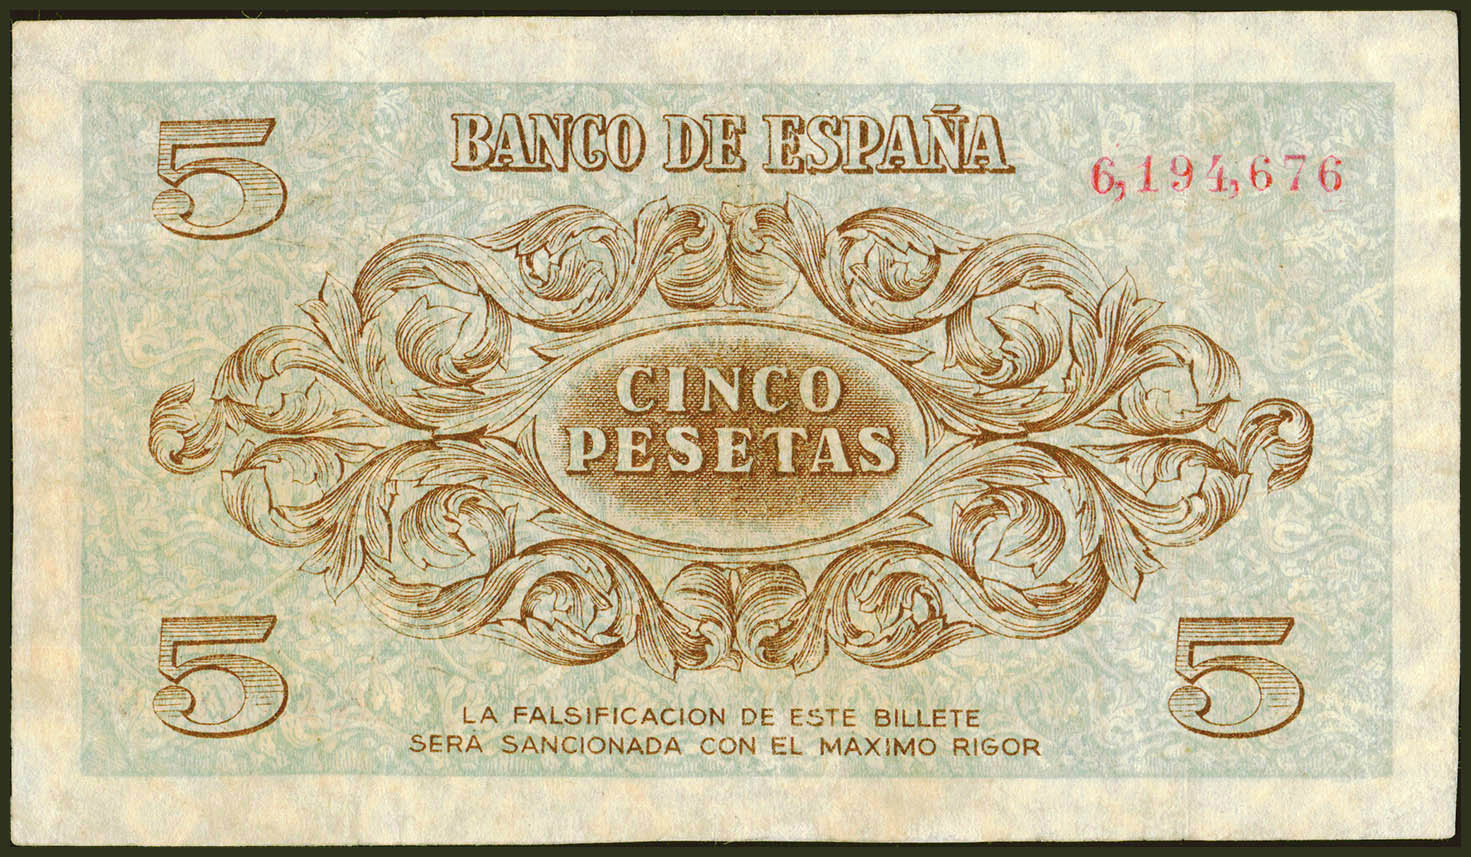 5
BANCO DE ESPAÑA
6,194,676
CINCO
PESETAS
5
5
LA FALSIFICACION DE ESTE BILLETE
SERA SANCIONADA CON EL MAXIMO RIGOR